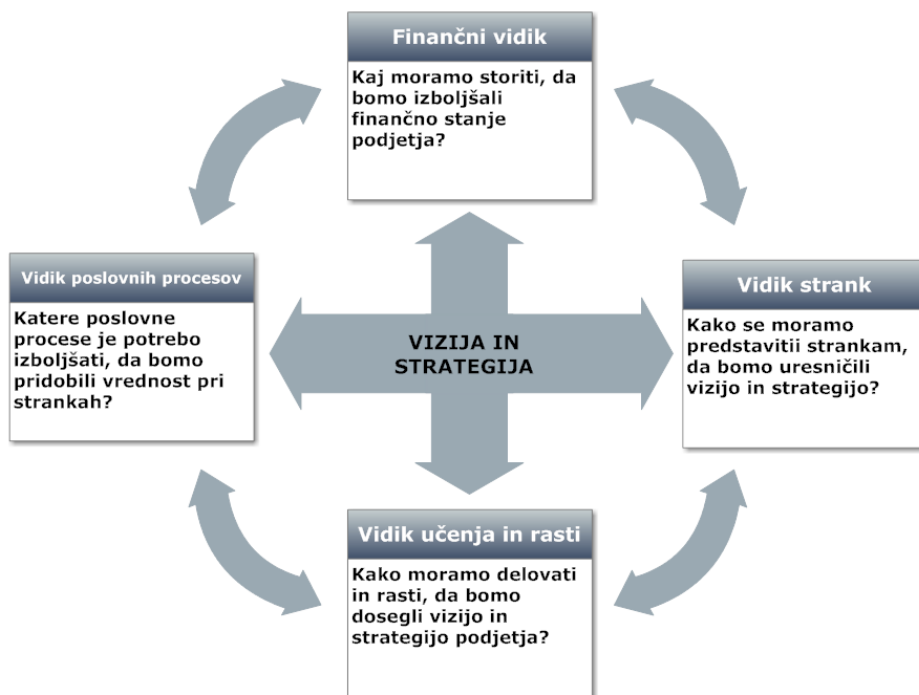 Finančni vidik
Kaj moramo storiti, da
bomo izboljšali
finančno stanje
podjetja?
Vidik poslovnih procesov
Katere poslovne
procese je potrebo
izboljšati, da bomo
pridobili vrednost pri
strankah?
VIZIJA IN
STRATEGIJA
Vidik strank
Kako se moramo
predstavitii strankam,
da bomo uresničili
vizijo in strategijo?
Vidik učenja in rasti
Kako moramo delovati
in rasti, da bomo
dosegli vizijo in
strategijo podjetja?